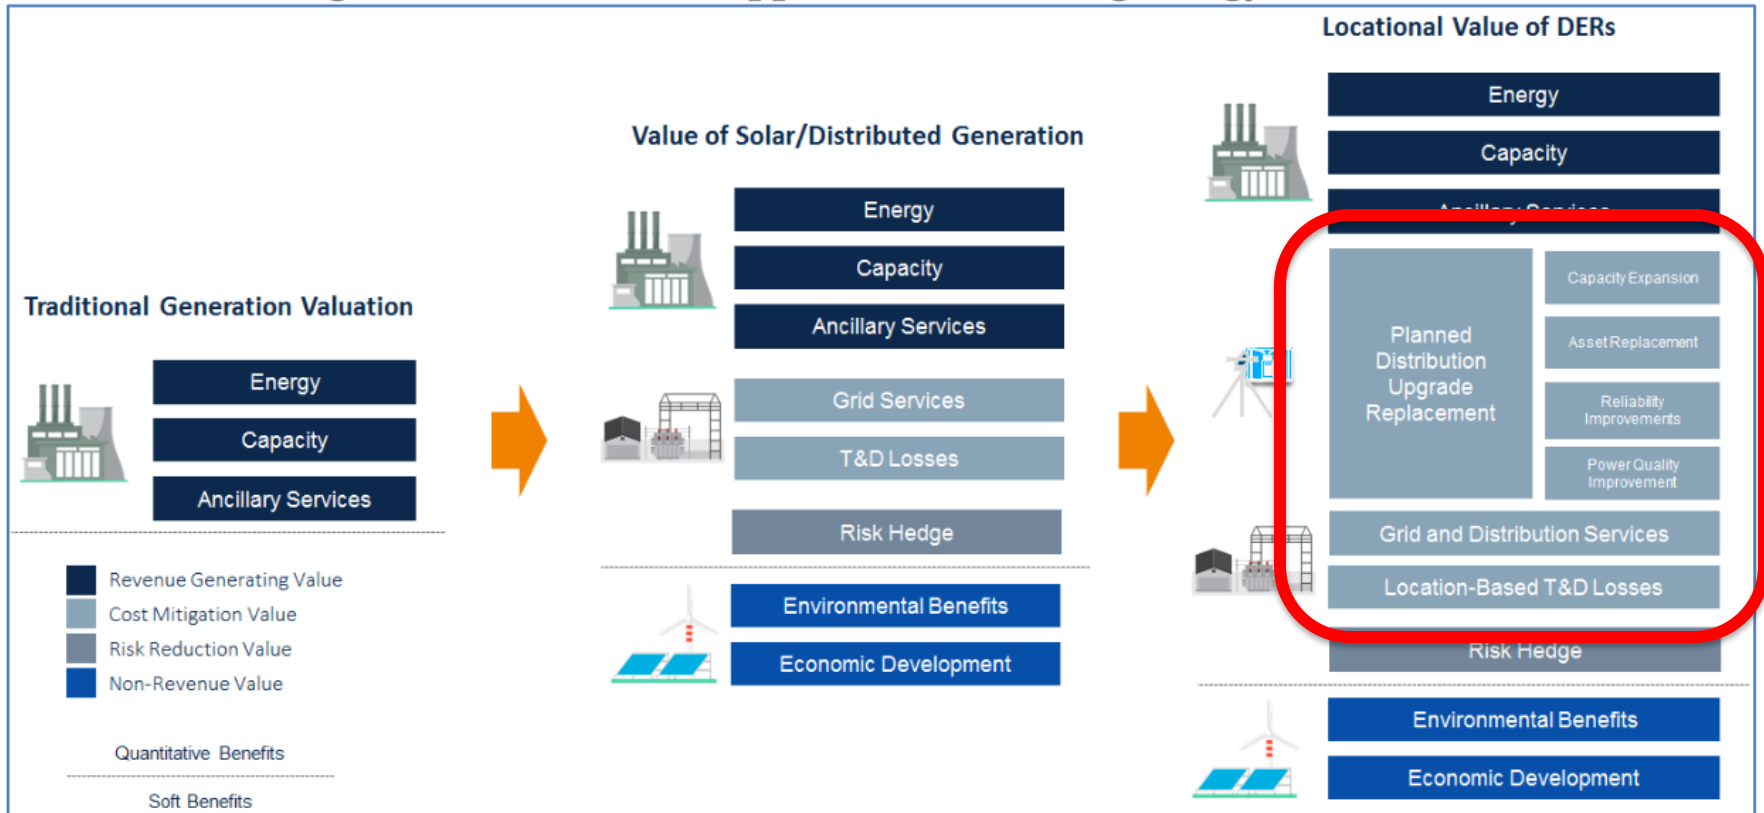 Locational Value of DERs
Energy
Capacity
Ancillary Services
Planned
Distribution
Upgrade
Replacement
Capacity Expansion
Asset Replacement
Reliability
Improvements
Power Quality
Improvement
Grid and Distribution Services
Location-Based T&D Losses
Risk Hedge
Environmental Benefits
Economic Development
Value of Solar/Distributed Generation
Energy
Capacity
Ancillary Services
Grid Services
T&D Losses
Risk Hedge
Environmental Benefits
Economic Development
Traditional Generation Valuation
Energy
Capacity
Ancillary Services
Revenue Generating Value
Cost Mitigation Value
Risk Reduction Value
Non-Revenue Value
Quantitative Benefits
Soft Benefits